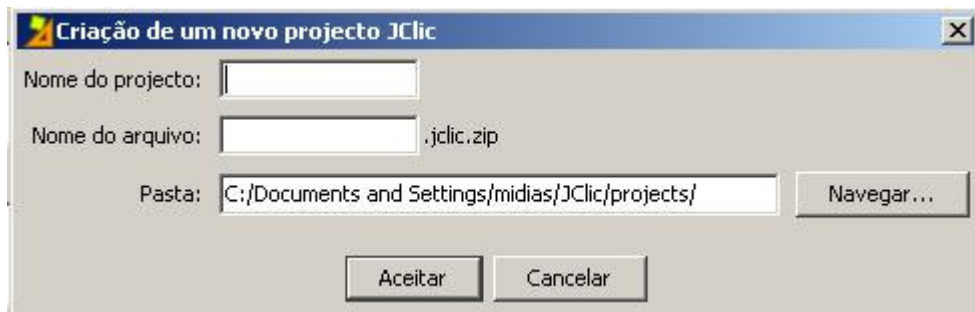 Criação de um novo projecto JClic
Nome do projecto:
Nome do arquivo: .jclic.zip
Pasta: C:/Documents and Settings/midias/JClic/projects/ Navegar...
Aceitar Cancelar